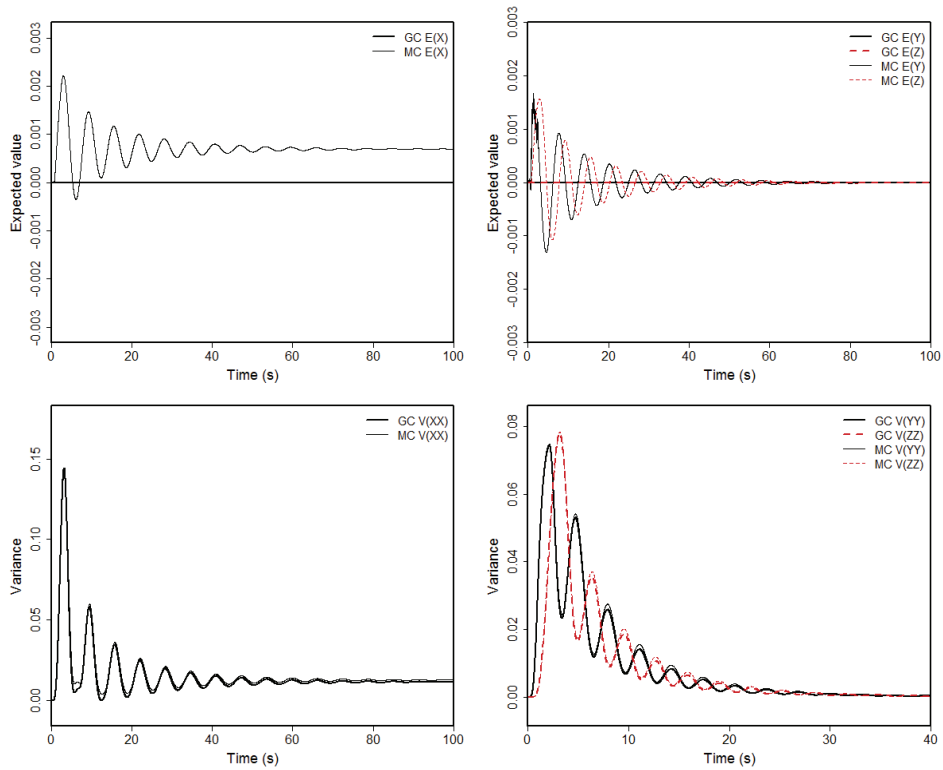 GC E(X)
MC E(X)
Expected value
0.003
0.002
0.001
0.000
-0.001
-0.002
-0.003
0 20 40 60 80 100
Time (s)
GC E(Y)
GC E(Z)
MC E(Y)
MC E(Z)
Expected value
0.003
0.002
0.001
0.000
-0.001
-0.002
-0.003
0 20 40 60 80 100
Time (s)
GC V(XX)
MC V(XX)
Variance
0.15
0.10
0.05
0.00
0 20 40 60 80 100
Time (s)
GC V(YY)
GC V(ZZ)
MC V(YY)
MC V(ZZ)
Variance
0.08
0.06
0.04
0.02
0.00
0 10 20 30 40
Time (s)